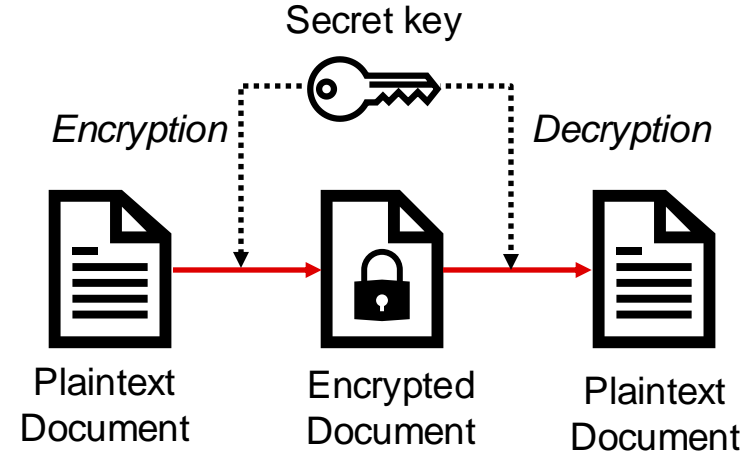 Secret key
Encryption
Decryption
Plaintext
Document
Encrypted
Document
Plaintext
Document